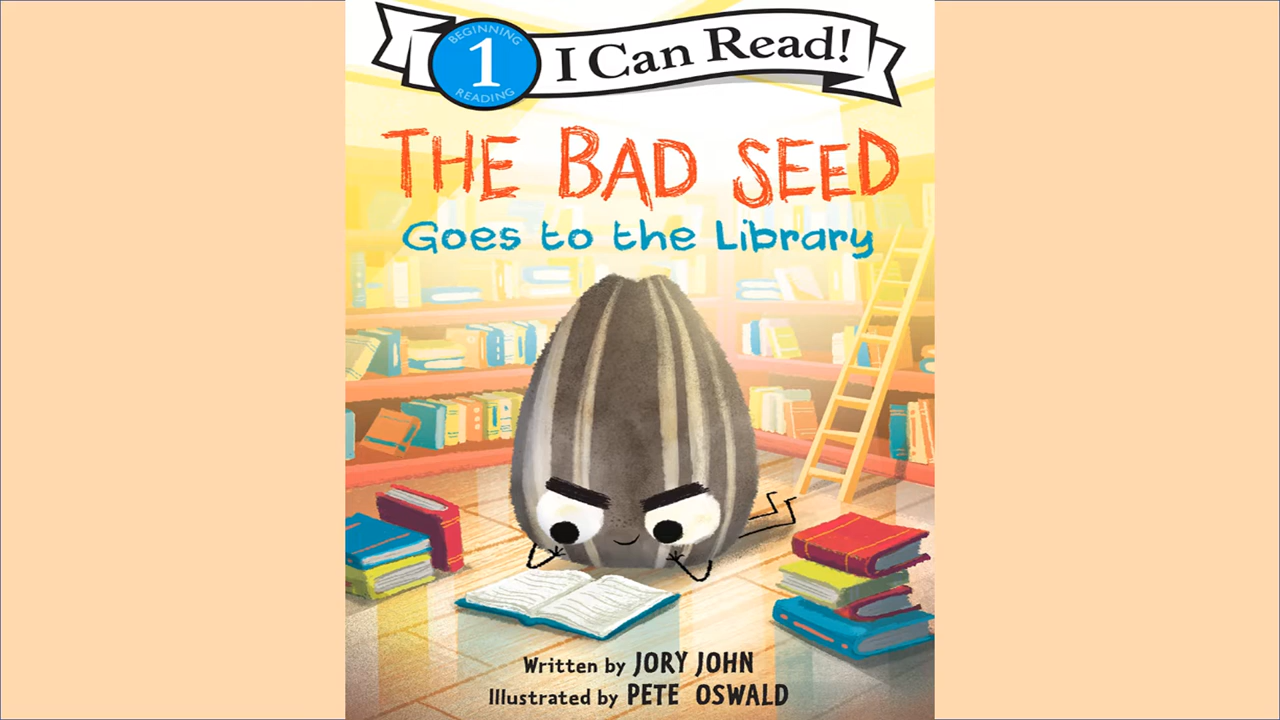 BEGINNING
1
READING
I Can Read!
THE BAD SEED
Goes to the Library
Written by JORY JOHN
Illustrated by PETE OSWALD